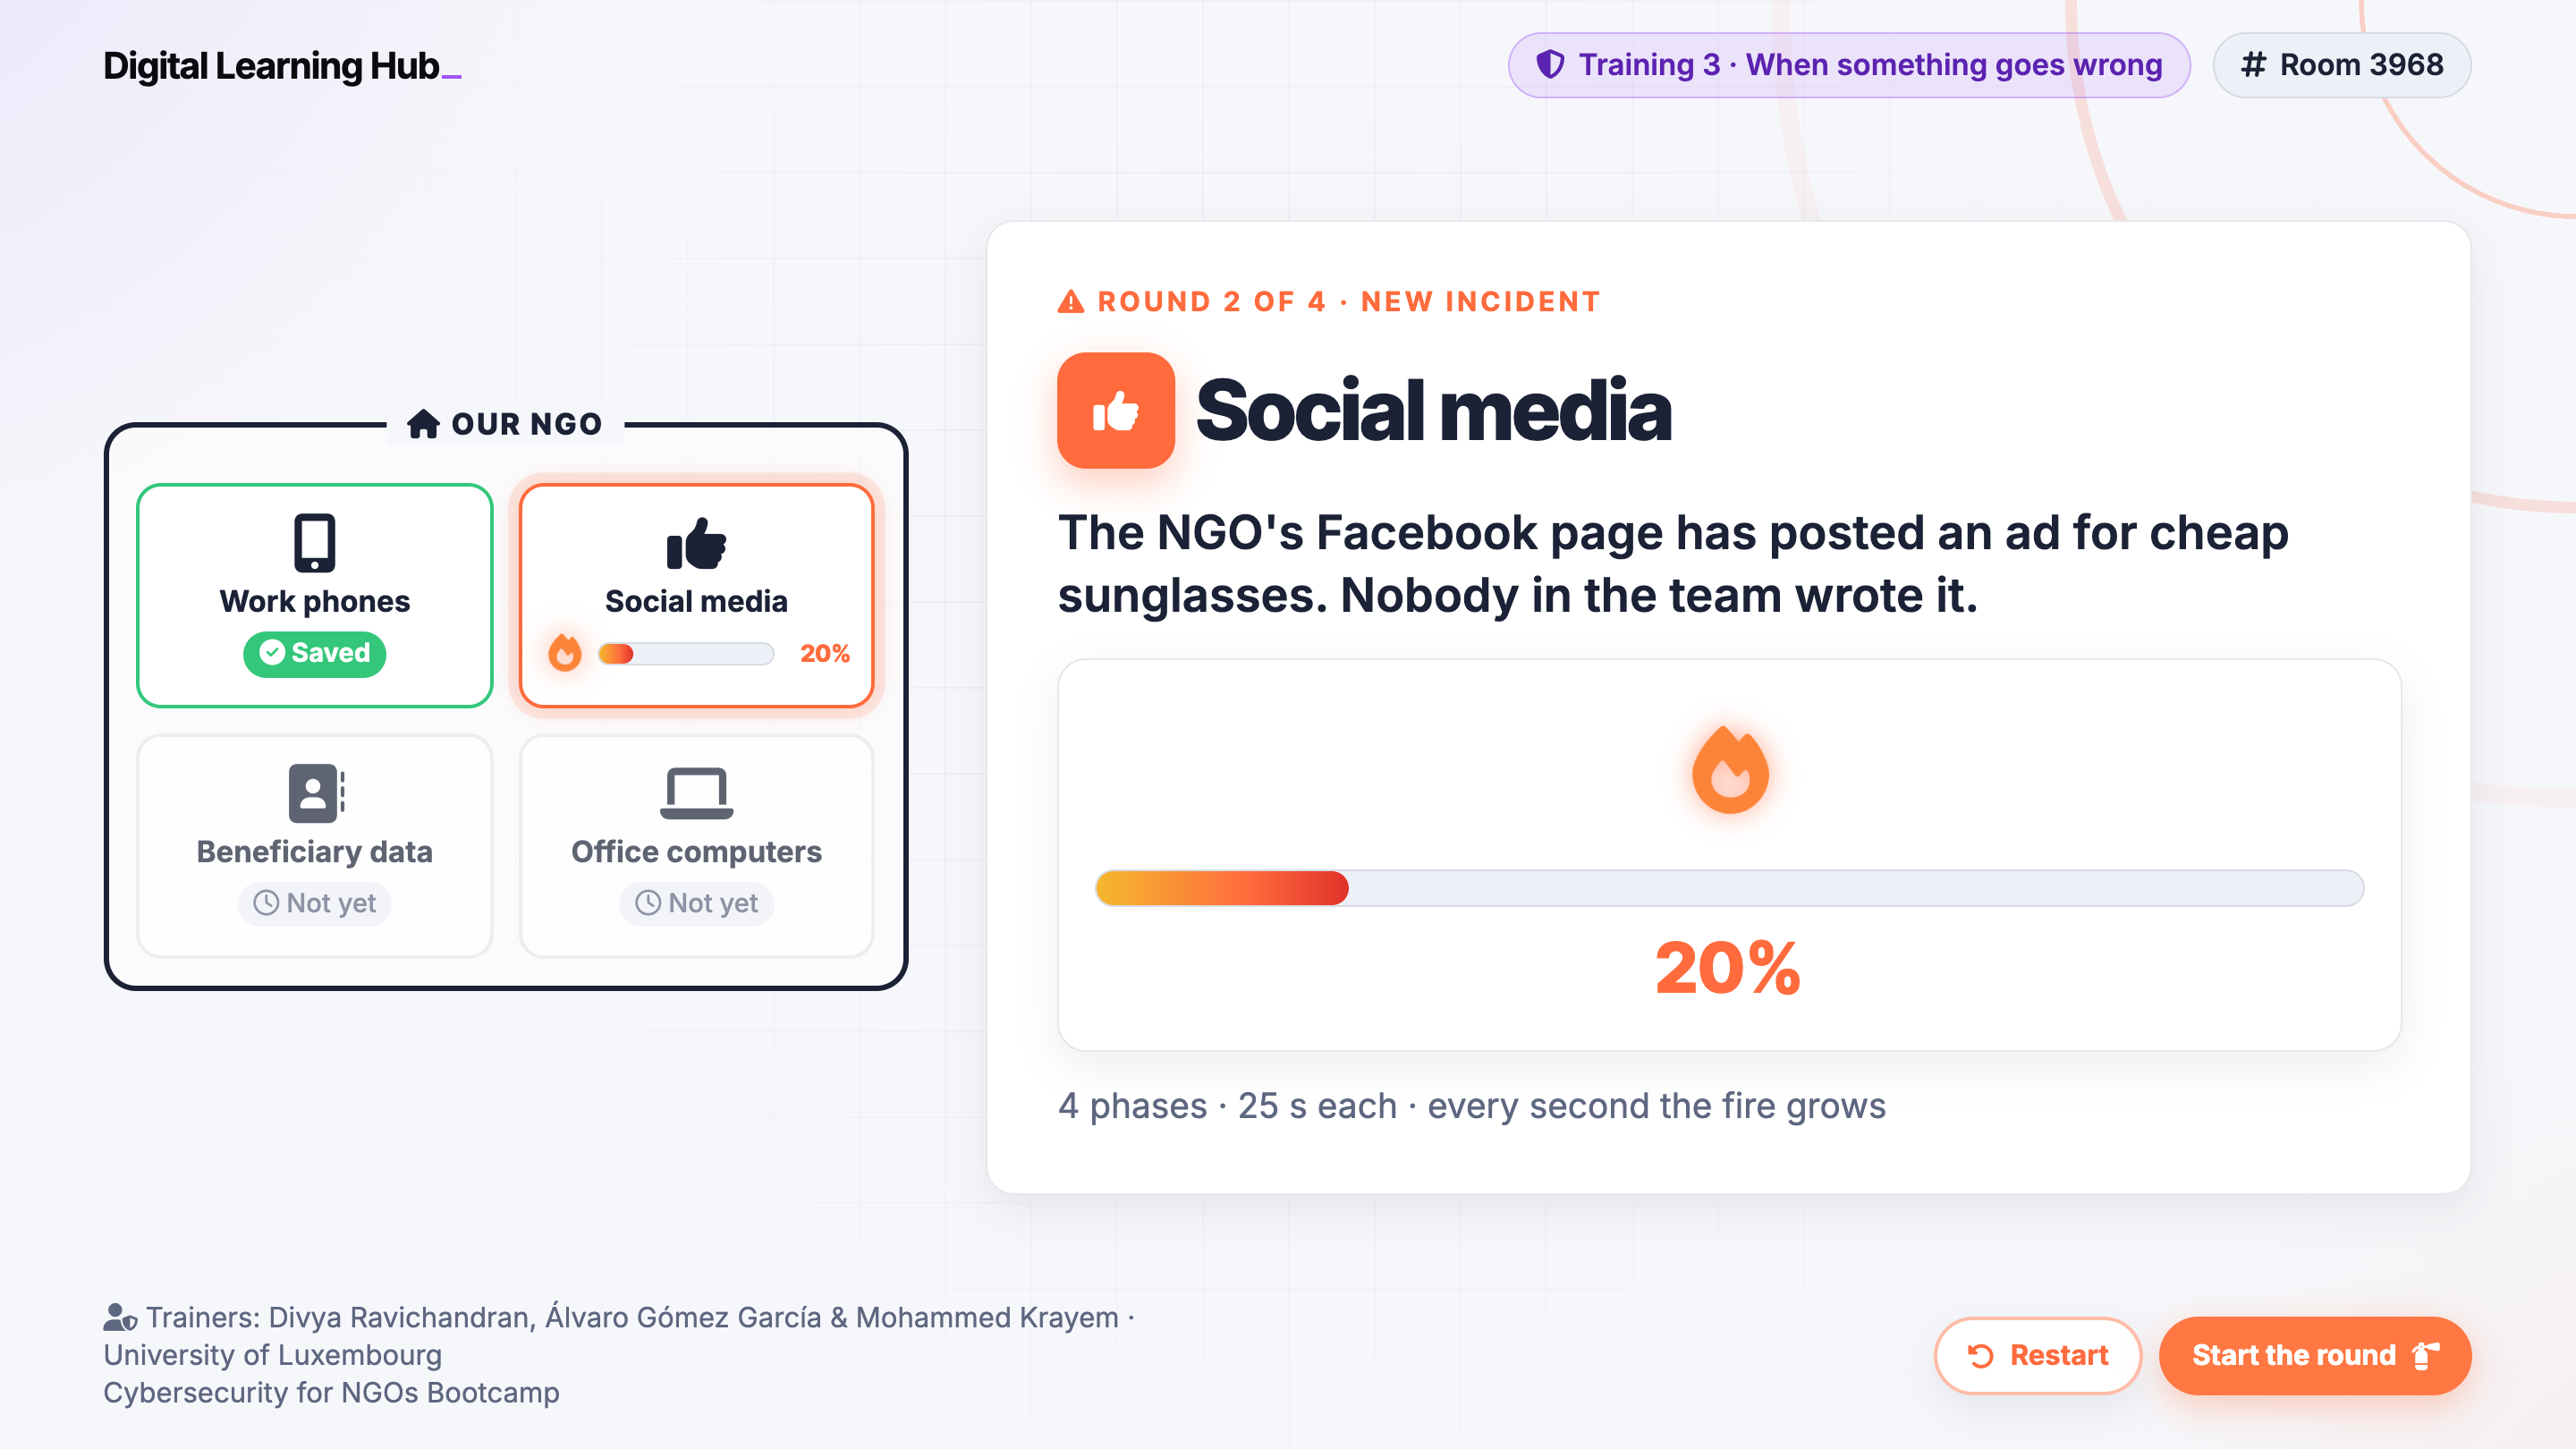 Digital Learning Hub_
Training 3 · When something goes wrong
# Room 3968
OUR NGO
Work phones
Saved
Social media
20%
Beneficiary data
Not yet
Office computers
Not yet
ROUND 2 OF 4 · NEW INCIDENT
Social media
The NGO's Facebook page has posted an ad for cheap
sunglasses. Nobody in the team wrote it.
20%
4 phases · 25 s each · every second the fire grows
Trainers: Divya Ravichandran, Álvaro Gómez García & Mohammed Krayem ·
University of Luxembourg
Cybersecurity for NGOs Bootcamp
Restart
Start the round